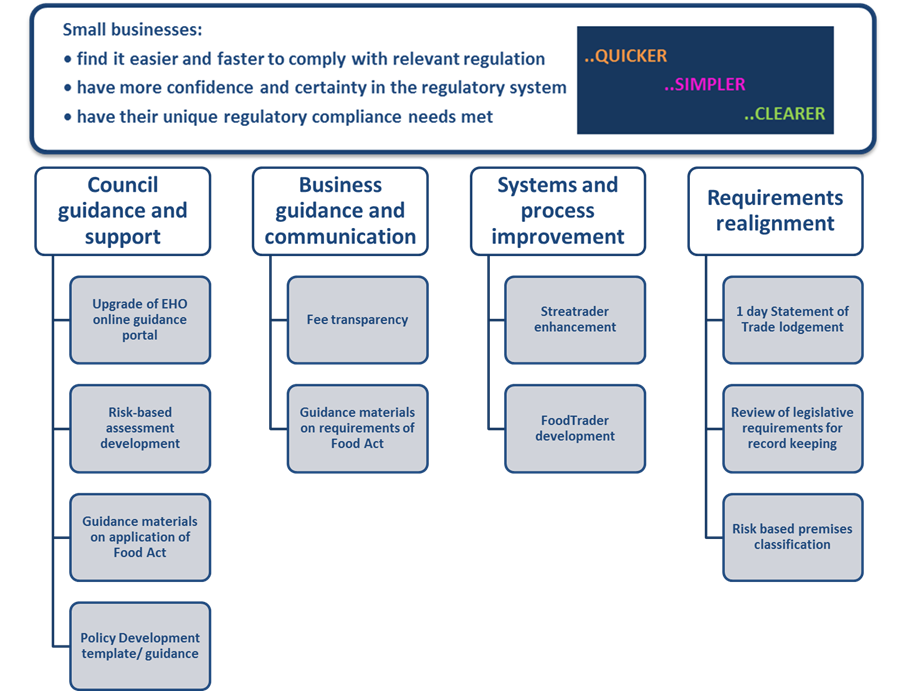 Small businesses:
• find it easier and faster to comply with relevant regulation
• have more confidence and certainty in the regulatory system
• have their unique regulatory compliance needs met
..QUICKER
..SIMPLER
..CLEARER
Council
guidance and
support
Upgrade of EHO
online guidance
portal
Risk-based
assessment
development
Guidance materials
on application of
Food Act
Policy Development
template/ guidance
Business
guidance and
communication
Fee transparency
Guidance materials
on requirements of
Food Act
Systems and
process
improvement
Streatrader
enhancement
FoodTrader
development
Requirements
realignment
1 day Statement of
Trade lodgement
Review of legislative
requirements for
record keeping
Risk based premises
classification